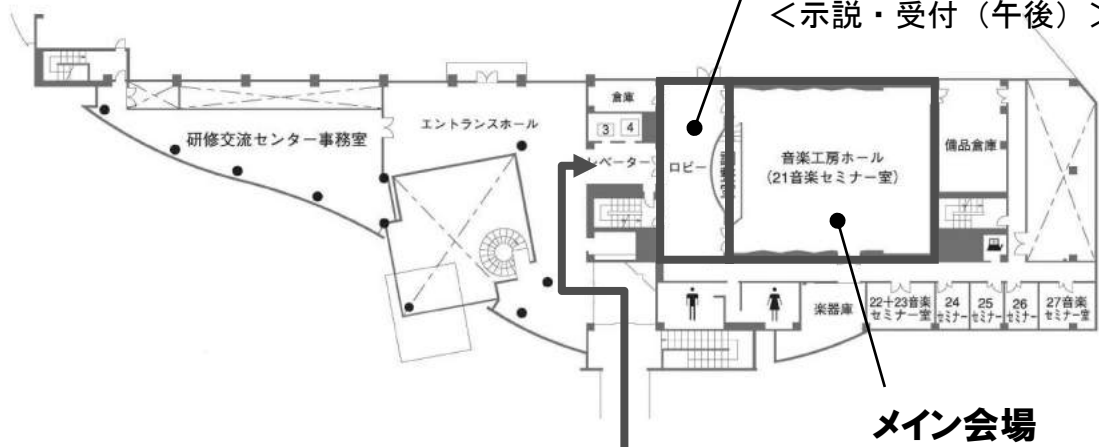 <示説・受付(午後)>
倉庫
3
4
エントランスホール
研修交流センター事務室
レベーター
ロビー
音楽工房ホール
(21音楽セミナー室)
備品倉庫
楽器庫
22+23音楽
セミナー室
24
セミナー
25
セミナー
26
セミナー
27音楽
セミナー室
メイン会場